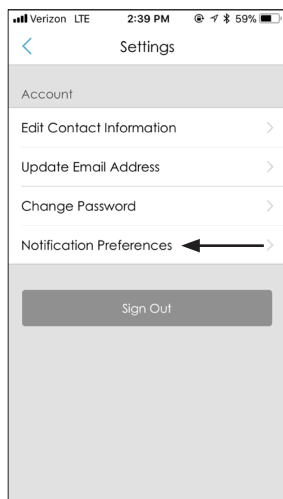 Verizon LTE 2:39 PM 59%
Settings
Account
Edit Contact Information
Update Email Address
Change Password
Notification Preferences
Sign Out